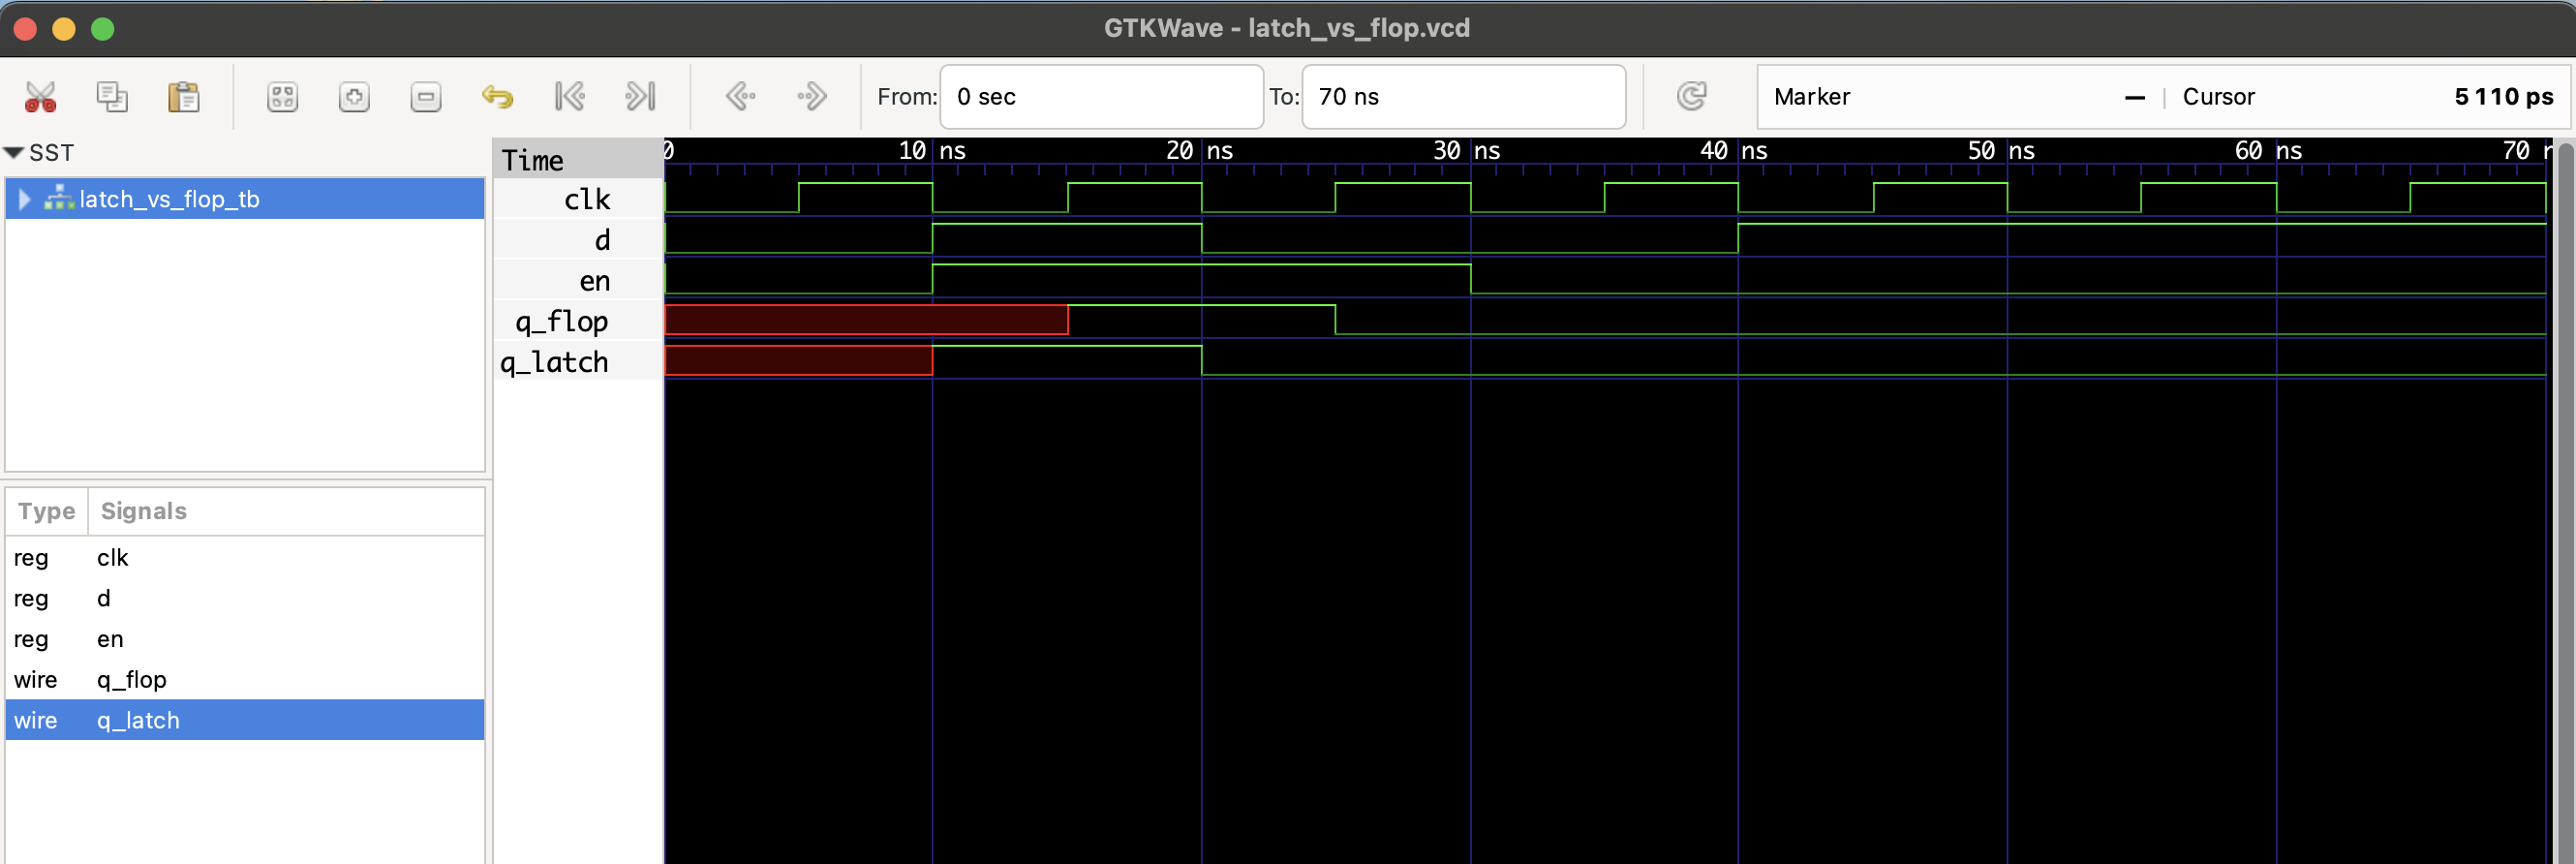 GTKWave - latch_vs_flop.vcd
From: 0 sec To: 70 ns Marker — | Cursor 5 110 ps
SST
latch_vs_flop_tb
Type Signals
reg clk
reg d
reg en
wire q_flop
wire q_latch
Time
clk
d
en
q_flop
q_latch
0 10 ns 20 ns 30 ns 40 ns 50 ns 60 ns 70